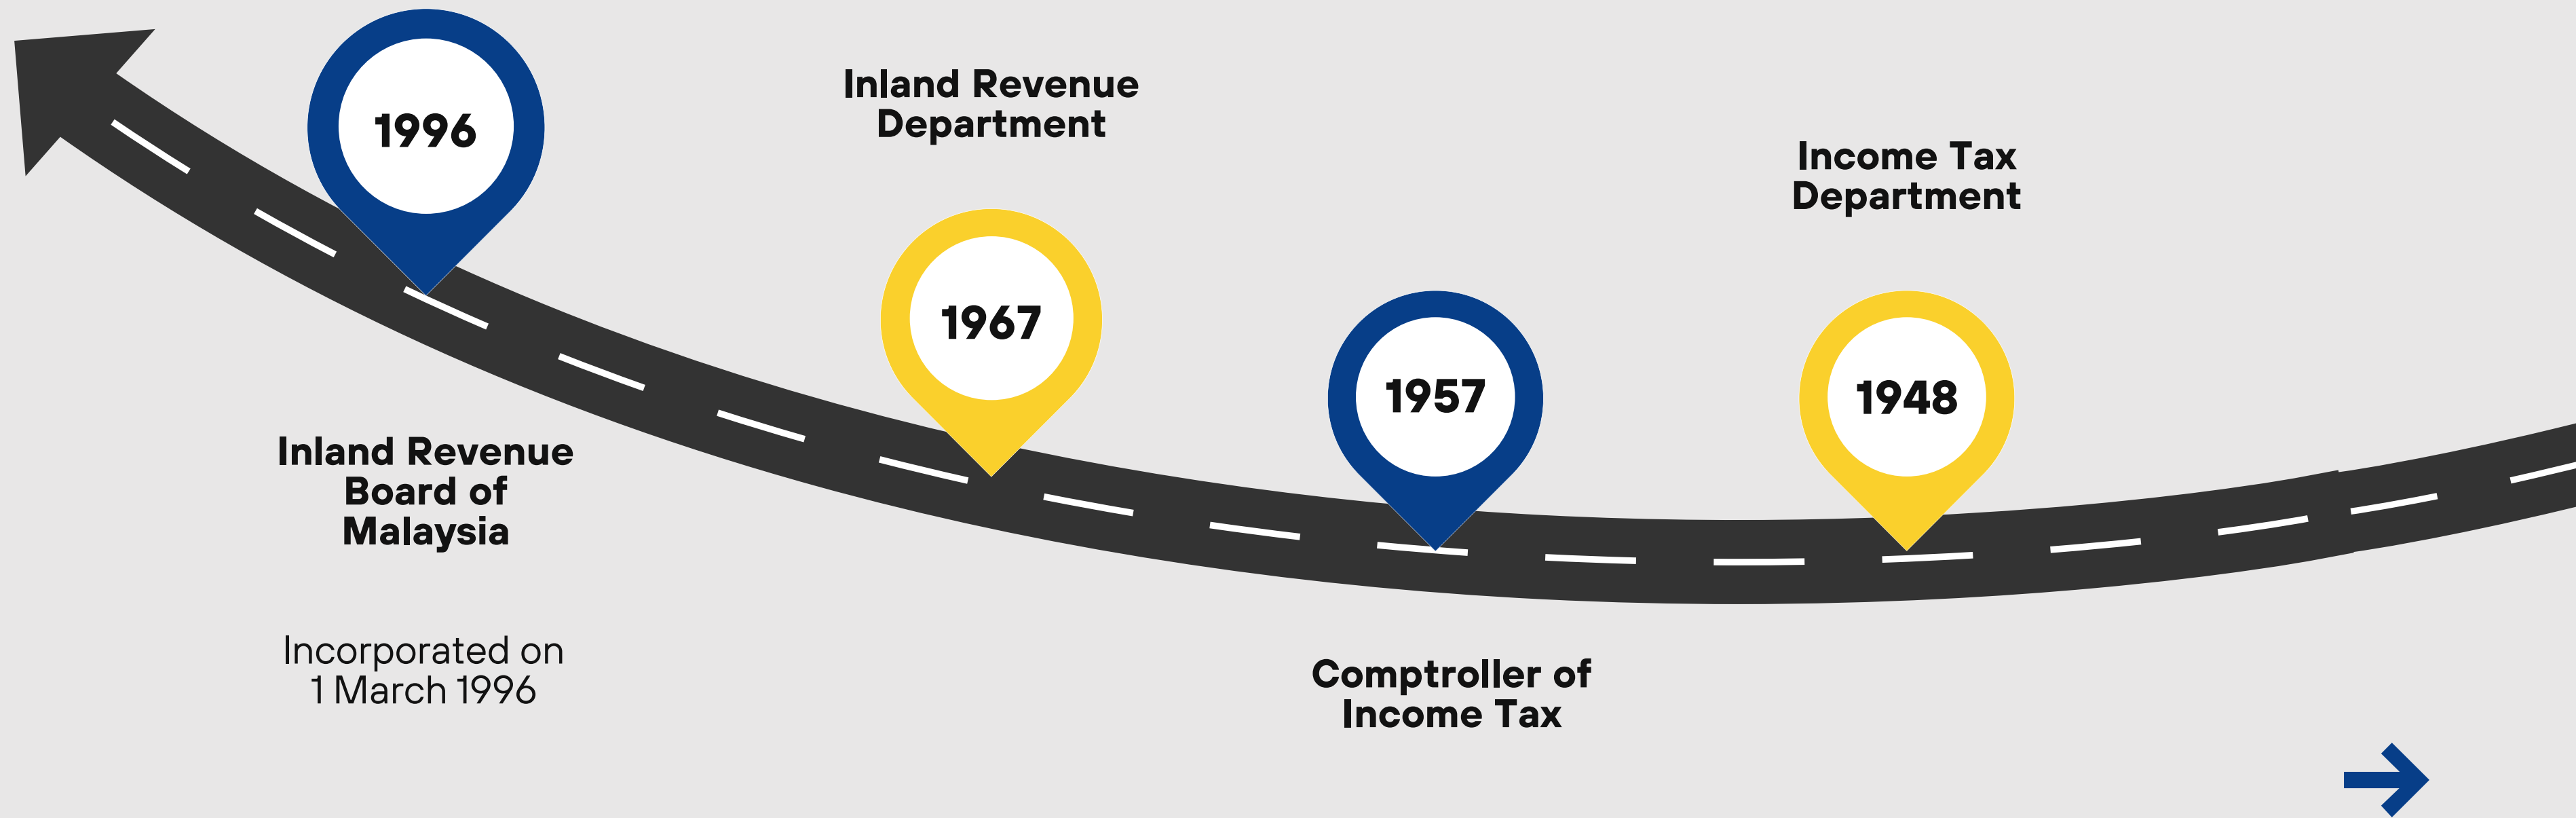 1996
Inland Revenue
Board of
Malaysia
Incorporated on
1 March 1996
Inland Revenue
Department
1967
1957
Comptroller of
Income Tax
Income Tax
Department
1948